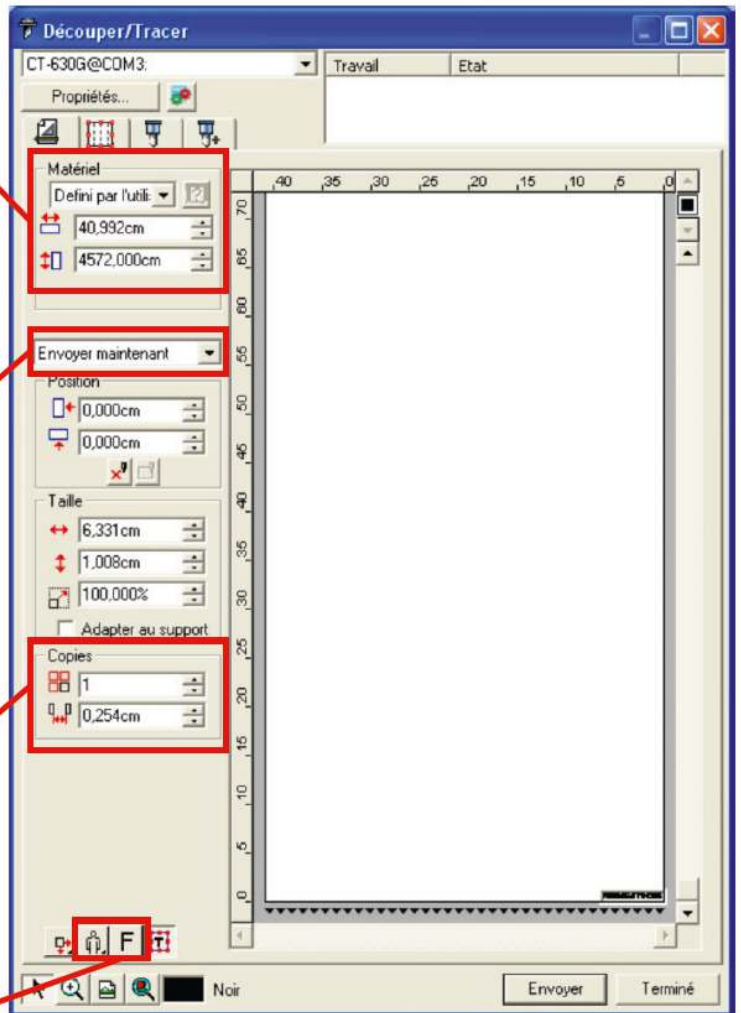 Découper/Tracer
CT-630G@COM3:
Travail Etat
Propriétés...
Matériel
Defini par l'utili:
40,992cm
4572,000cm
Envoyer maintenant
Position
0,000cm
0,000cm
Taille
6,331cm
1,008cm
100,000%
Adapter au support
Copies
1
0,254cm
40 35 30 25 20 15 10 5 0
70
65
60
55
50
45
40
35
30
25
20
15
10
5
0
F T
Noir
Envoyer
Terminé